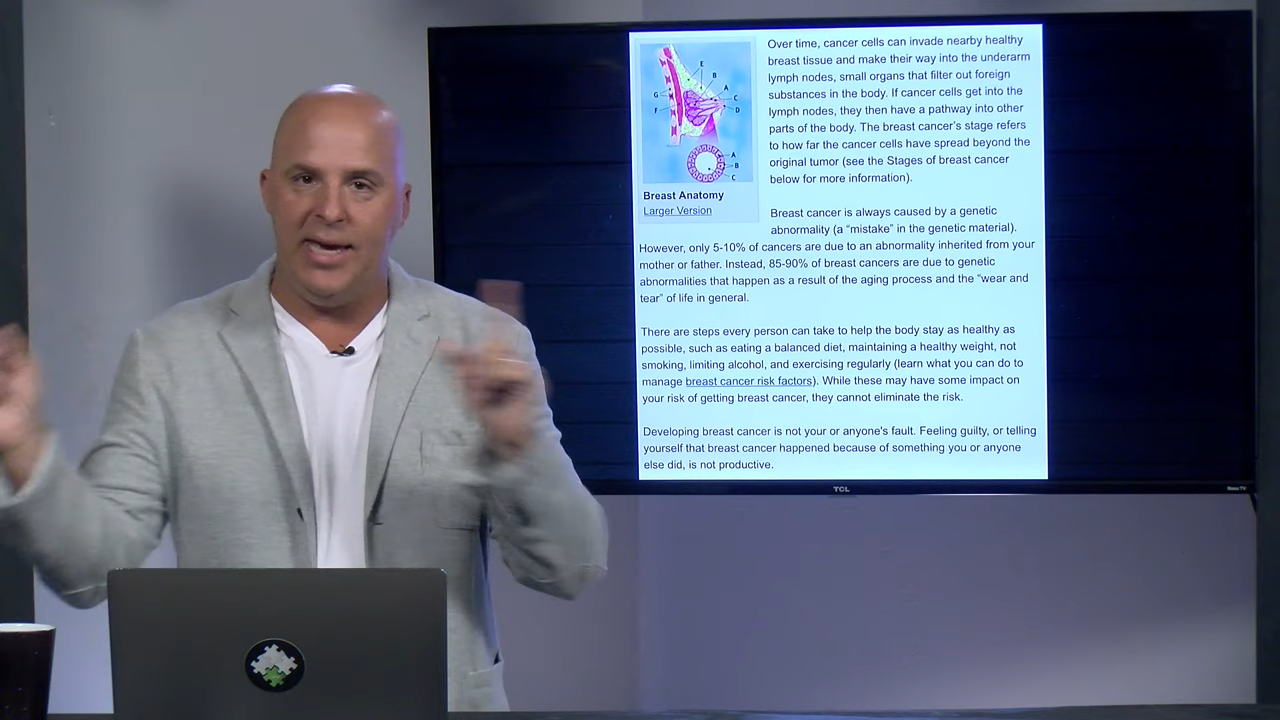 Over time, cancer cells can invade nearby healthy
breast tissue and make their way into the underarm
lymph nodes, small organs that filter out foreign
substances in the body. If cancer cells get into the
lymph nodes, they then have a pathway into other
parts of the body. The breast cancer's stage refers
to how far the cancer cells have spread beyond the
original tumor (see the Stages of breast cancer
below for more information).
E
B
A
G
C
F
D
A
B
C
Breast Anatomy
Larger Version
Breast cancer is always caused by a genetic
abnormality (a “mistake” in the genetic material).
However, only 5-10% of cancers are due to an abnormality inherited from your
mother or father. Instead, 85-90% of breast cancers are due to genetic
abnormalities that happen as a result of the aging process and the “wear and
tear” of life in general.
There are steps every person can take to help the body stay as healthy as
possible, such as eating a balanced diet, maintaining a healthy weight, not
smoking, limiting alcohol, and exercising regularly (learn what you can do to
manage breast cancer risk factors). While these may have some impact on
your risk of getting breast cancer, they cannot eliminate the risk.
Developing breast cancer is not your or anyone's fault. Feeling guilty, or telling
yourself that breast cancer happened because of something you or anyone
else did, is not productive.
TCL
Roku TV